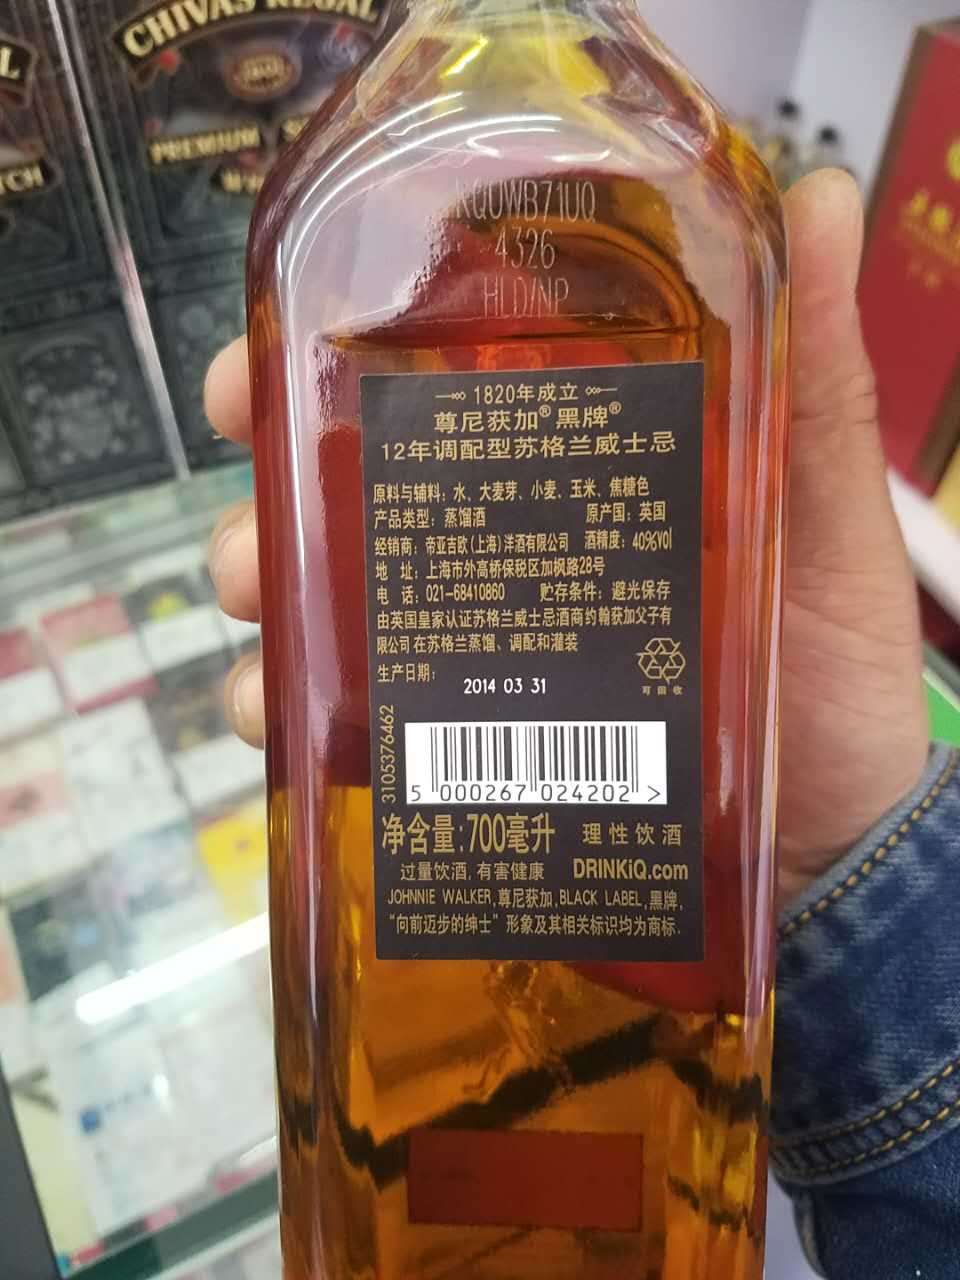 CHIVAS REGAL
PREMIUM
NQUWB71UQ
4326
HLD/NP
1820年成立
尊尼获加®黑牌®
12年调配型苏格兰威士忌
原料与辅料：水、大麦芽、小麦、玉米、焦糖色
产品类型：蒸馏酒 原产国：英国
经销商：帝亚吉欧(上海)洋酒有限公司 酒精度：40%vol
地 址：上海市外高桥保税区加枫路28号
电 话：021-68410860 贮存条件：避光保存
由英国皇家认证苏格兰威士忌酒商约翰获加父子有
限公司在苏格兰蒸馏、调配和灌装
生产日期：
2014 03 31
可回收
3105376462
5 000267 024202 >
净含量:700毫升 理性饮酒
过量饮酒,有害健康 DRINKiQ.com
JOHNNIE WALKER,尊尼获加,BLACK LABEL,黑牌,
“向前迈步的绅士”形象及其相关标识均为商标.